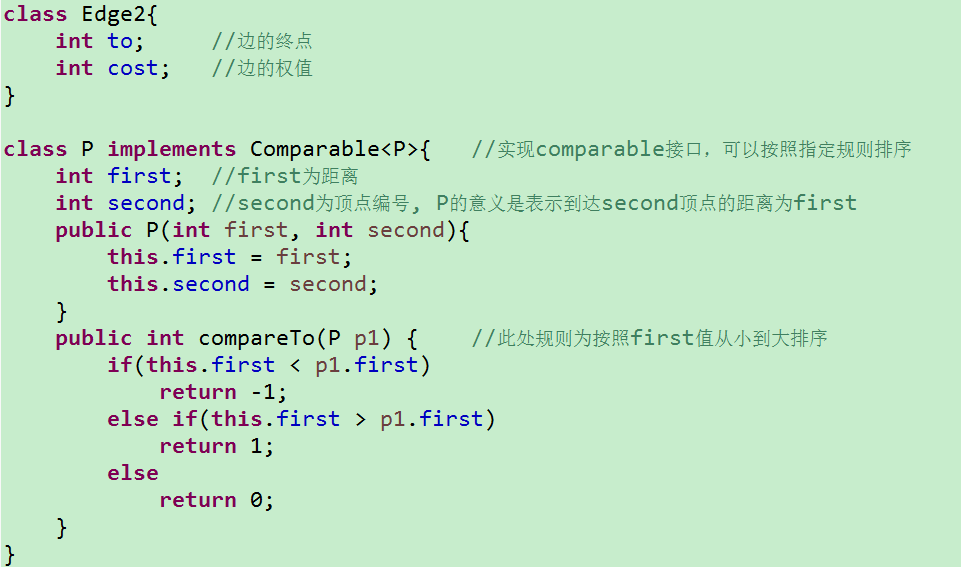 class Edge2{
    int to;     //边的终点
    int cost;   //边的权值
}

class P implements Comparable<P>{   //实现comparable接口，可以按照指定规则排序
    int first;  //first为距离
    int second; //second为顶点编号, P的意义是表示到达second顶点的距离为first
    public P(int first, int second){
        this.first = first;
        this.second = second;
    }
    public int compareTo(P p1) {    //此处规则为按照first值从小到大排序
        if(this.first < p1.first)
            return -1;
        else if(this.first > p1.first)
            return 1;
        else
            return 0;
    }
}